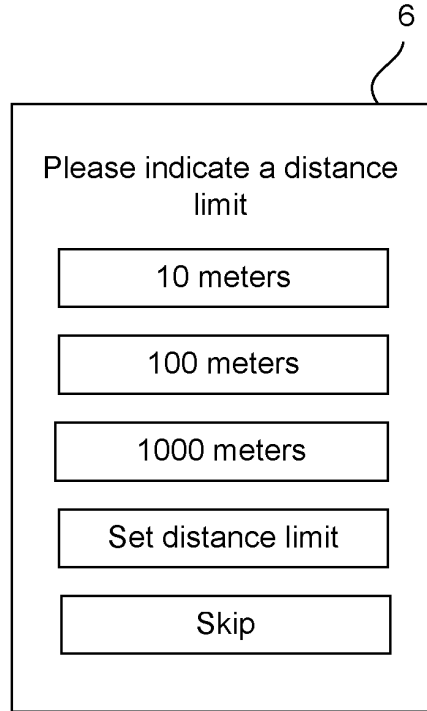 6
Please indicate a distance
limit
10 meters
100 meters
1000 meters
Set distance limit
Skip